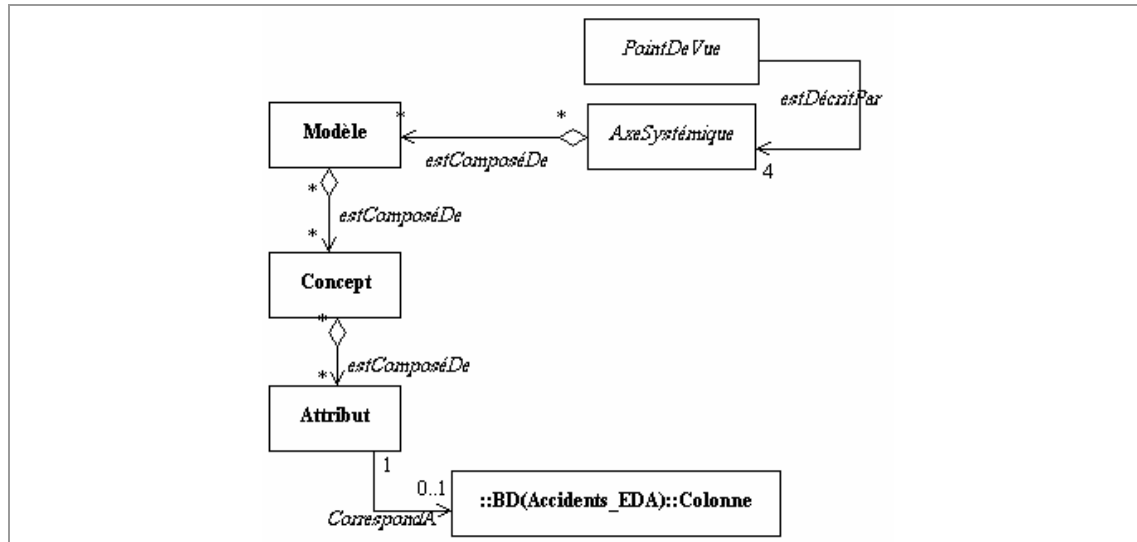 PointDeVue
estDécritPar
Modèle
*
*
AxeSystémique
estComposéDe
4
*
estComposéDe
*
Concept
*
estComposéDe
*
Attribut
1
0..1
::BD(Accidents_EDA)::Colonne
CorrespondA